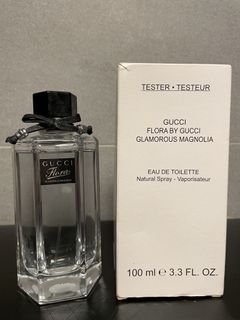 GUCCI
Flora
TESTER • TESTEUR
GUCCI
FLORA BY GUCCI
GLAMOROUS MAGNOLIA
EAU DE TOILETTE
Natural Spray - Vaporisateur
100 ml e 3.3 FL. OZ.